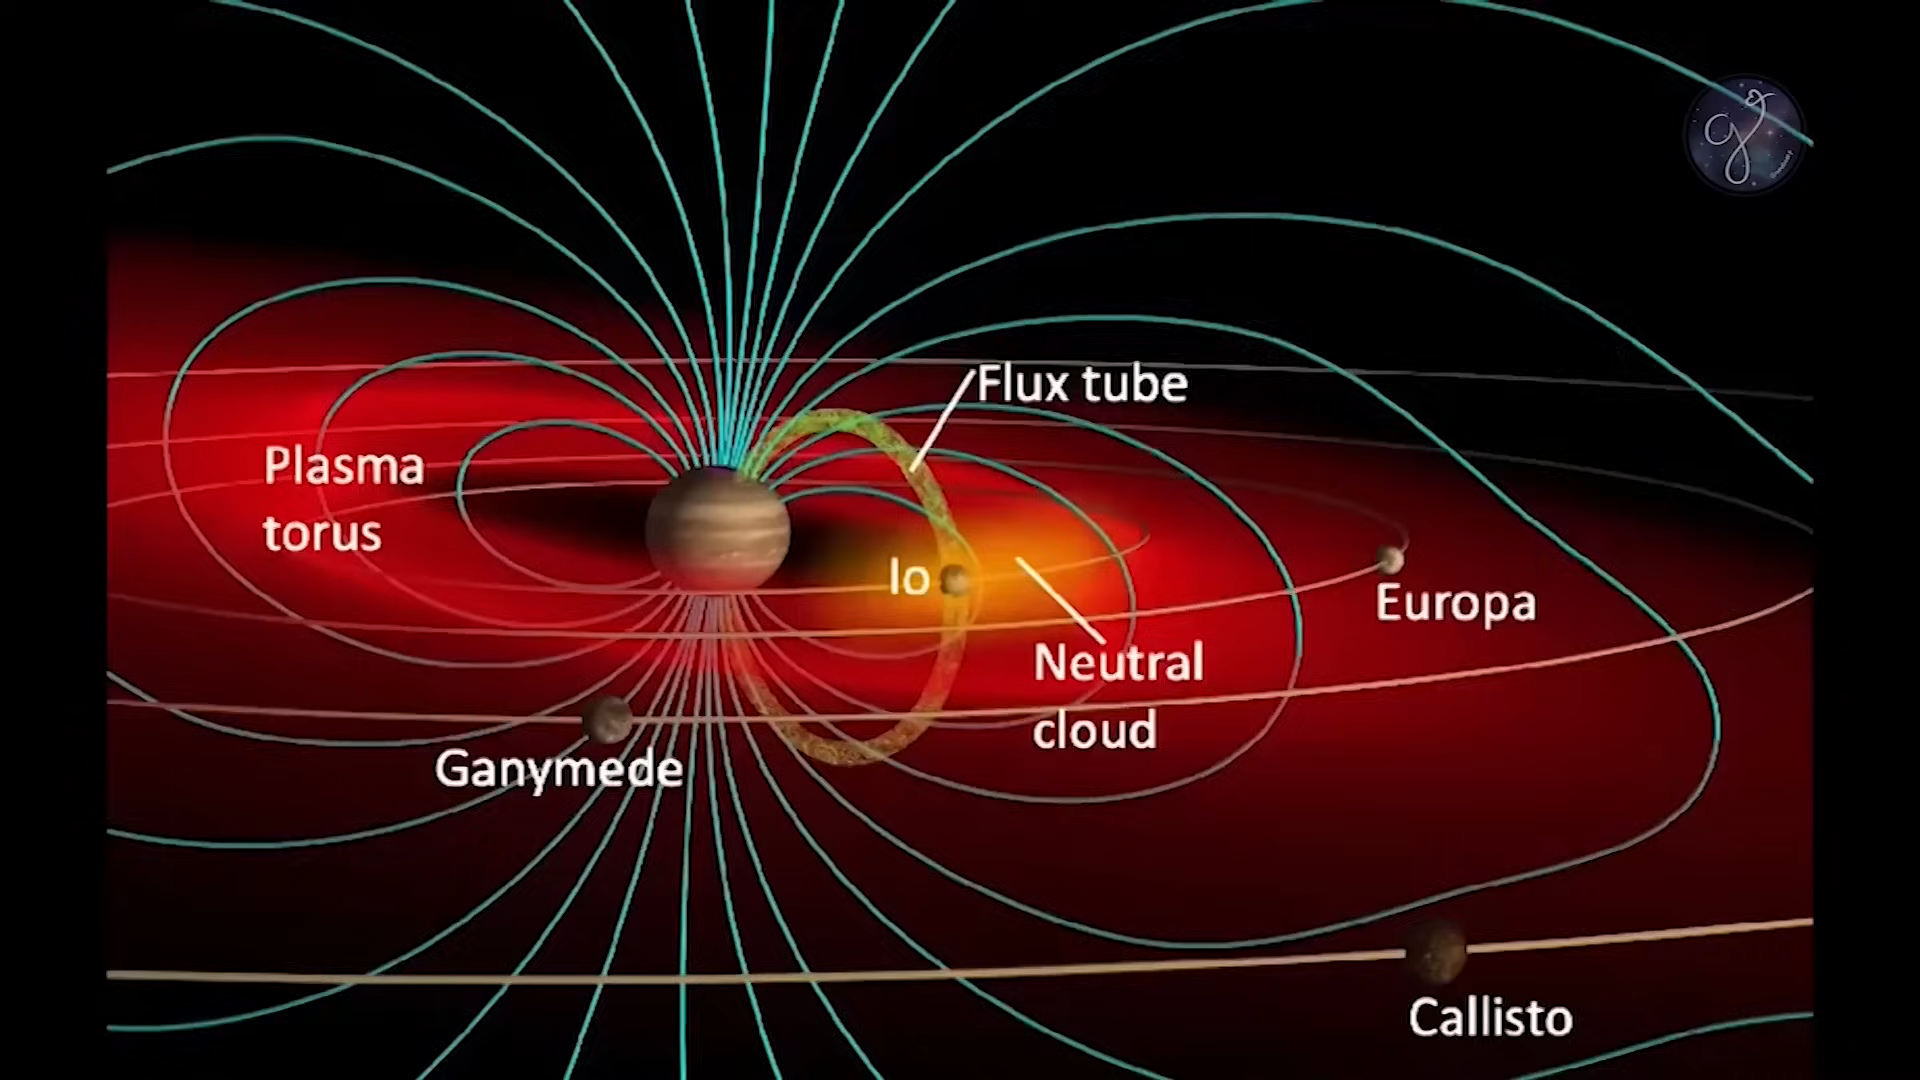 Flux tube
Plasma
torus
Io
Europa
Neutral
cloud
Ganymede
Callisto